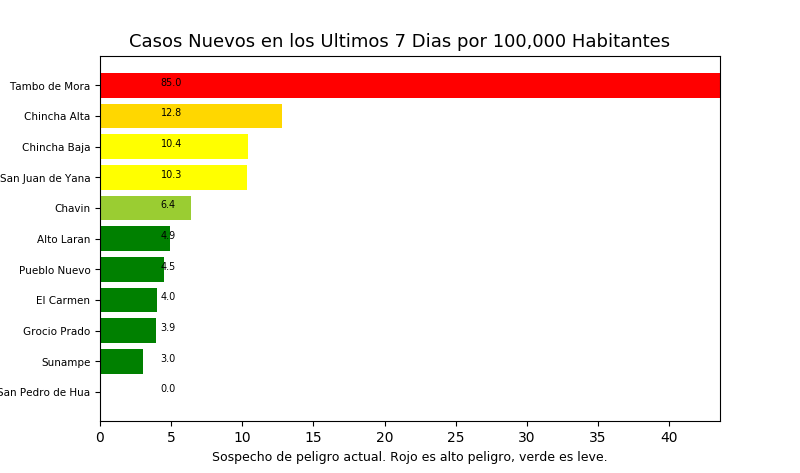 Casos Nuevos en los Ultimos 7 Dias por 100,000 Habitantes
Tambo de Mora 85.0
Chincha Alta 12.8
Chincha Baja 10.4
San Juan de Yana 10.3
Chavin 6.4
Alto Laran 4.9
Pueblo Nuevo 4.5
El Carmen 4.0
Grocio Prado 3.9
Sunampe 3.0
San Pedro de Hua 0.0
0 5 10 15 20 25 30 35 40
Sospecho de peligro actual. Rojo es alto peligro, verde es leve.